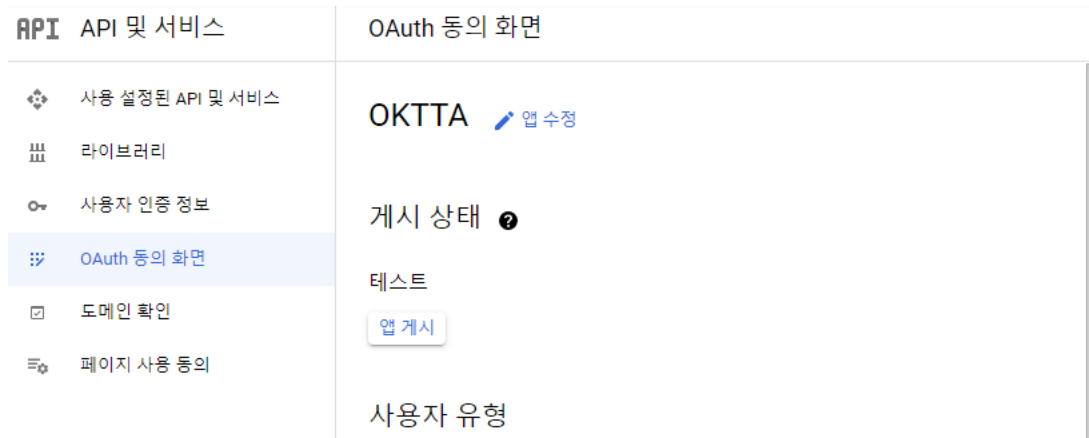 API API 및 서비스
OAuth 동의 화면
사용 설정된 API 및 서비스
라이브러리
사용자 인증 정보
OAuth 동의 화면
도메인 확인
페이지 사용 동의
OKTTA 앱 수정
게시 상태 ?
테스트
앱 게시
사용자 유형